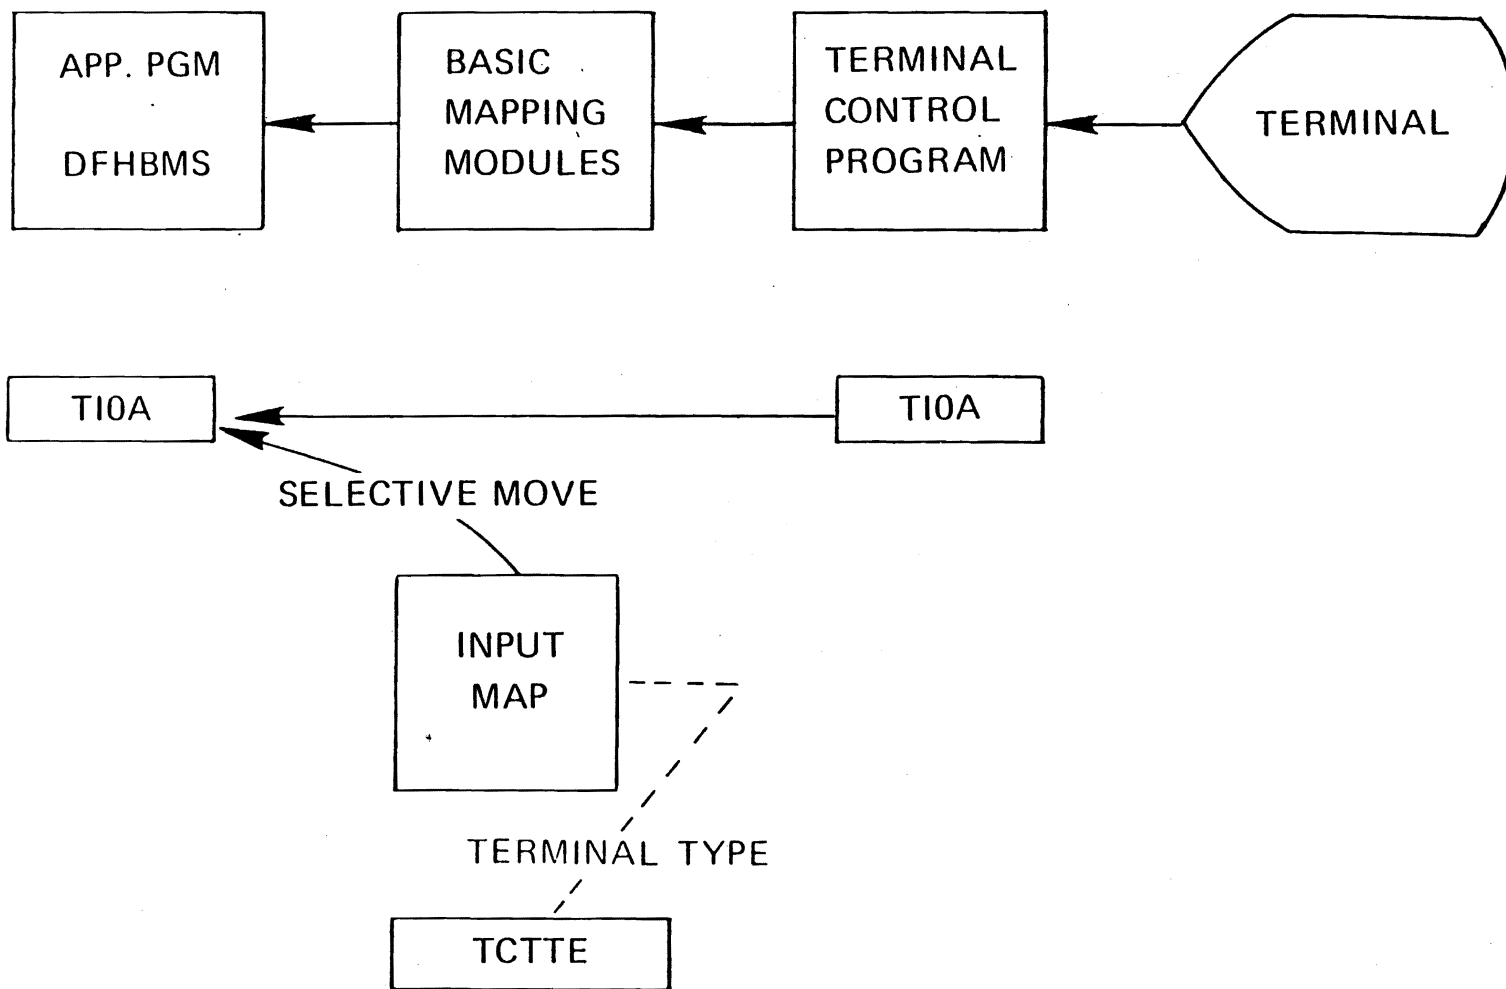 APP. PGM
DFHBMS
BASIC
MAPPING
MODULES
TERMINAL
CONTROL
PROGRAM
TERMINAL
TIOA
TIOA
SELECTIVE MOVE
INPUT
MAP
TERMINAL TYPE
TCTTE